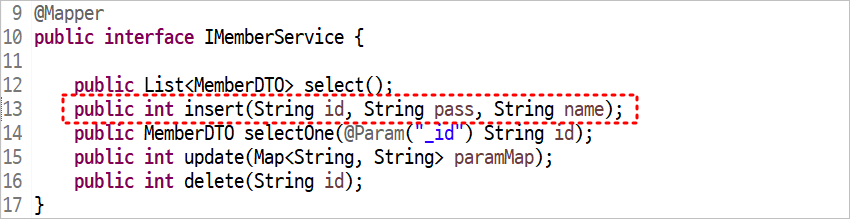 9 @Mapper
10 public interface IMemberService {
11
12 public List<MemberDTO> select();
13 public int insert(String id, String pass, String name);
14 public MemberDTO selectOne(@Param("_id") String id);
15 public int update(Map<String, String> paramMap);
16 public int delete(String id);
17 }